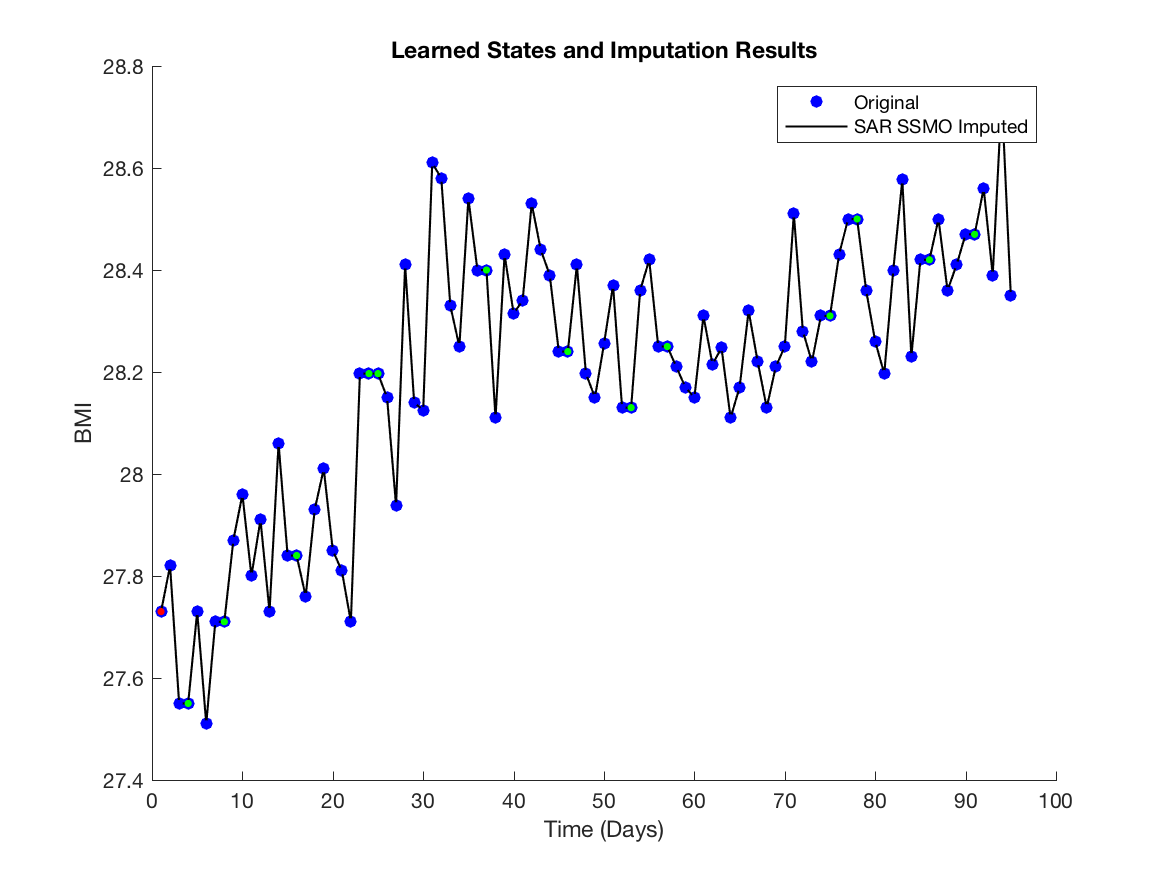 Learned States and Imputation Results
28.8
28.6
28.4
28.2
28
27.8
27.6
27.4
BMI
Original
SAR SSMO Imputed
0 10 20 30 40 50 60 70 80 90 100
Time (Days)